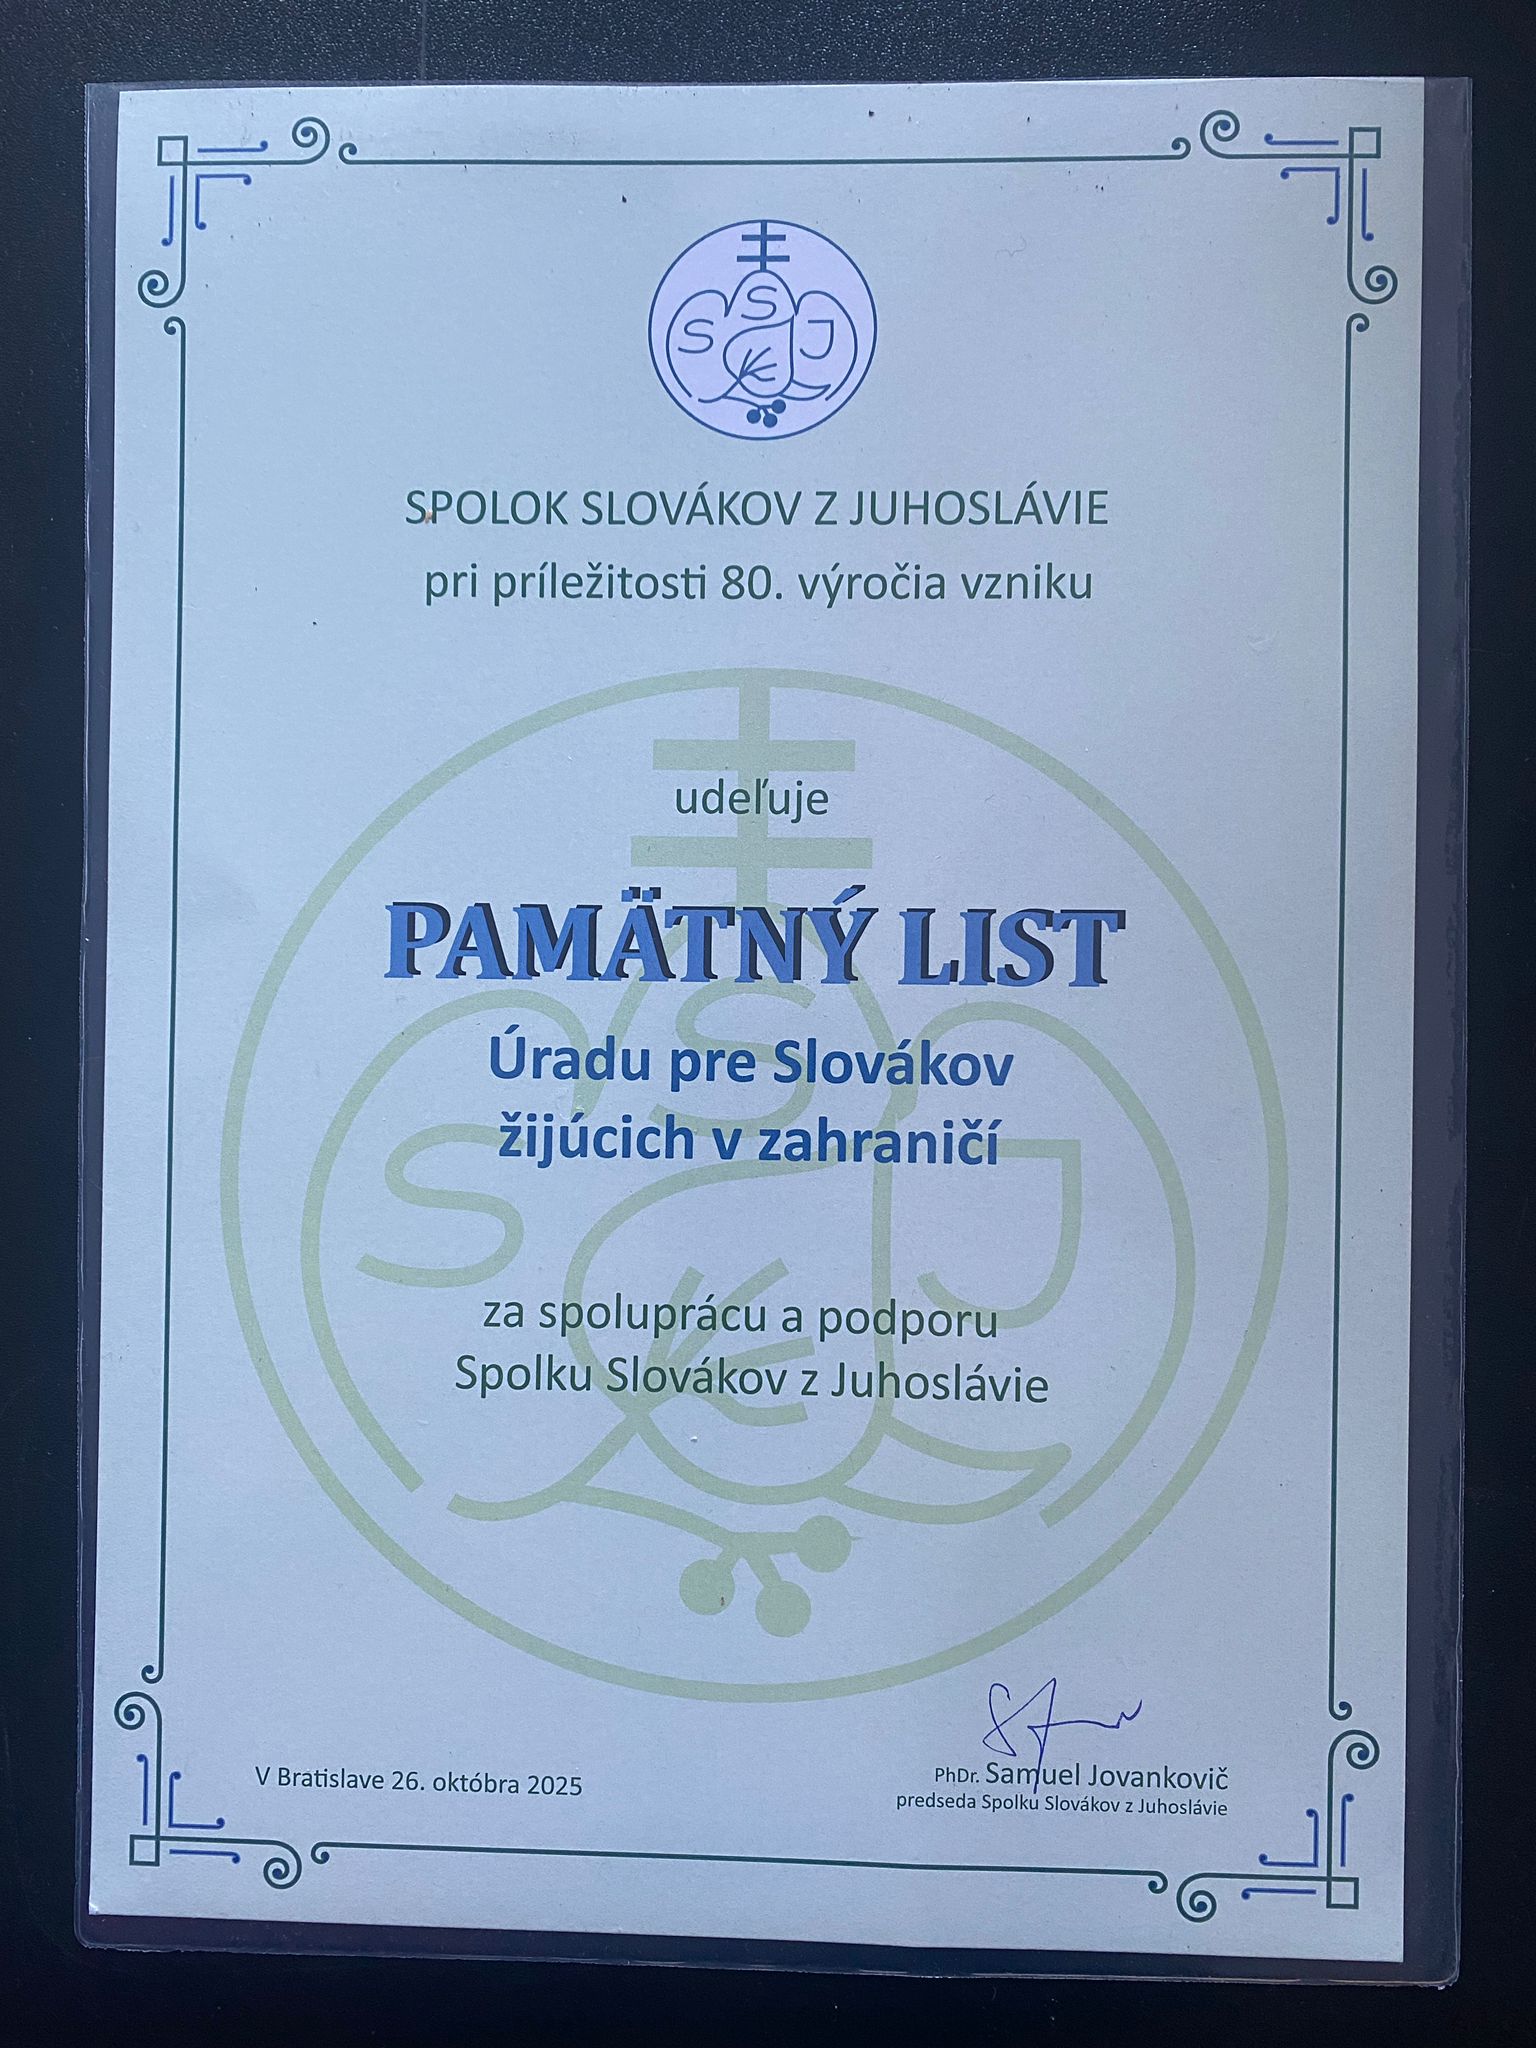 S S J
SPOLOK SLOVÁKOV Z JUHOSLÁVIE
pri príležitosti 80. výročia vzniku
udeľuje
PAMÄTNÝ LIST
Úradu pre Slovákov
žijúcich v zahraničí
za spoluprácu a podporu
Spolku Slovákov z Juhoslávie
V Bratislave 26. októbra 2025
PhDr. Samuel Jovankovič
predseda Spolku Slovákov z Juhoslávie